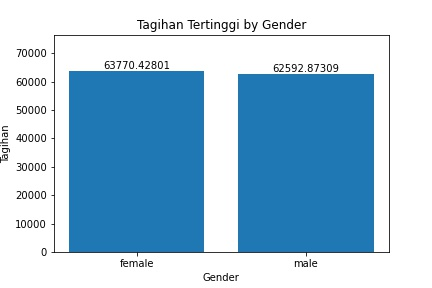 Tagihan Tertinggi by Gender
70000
60000
50000
40000
30000
20000
10000
0
Tagihan
63770.42801
62592.87309
female
male
Gender